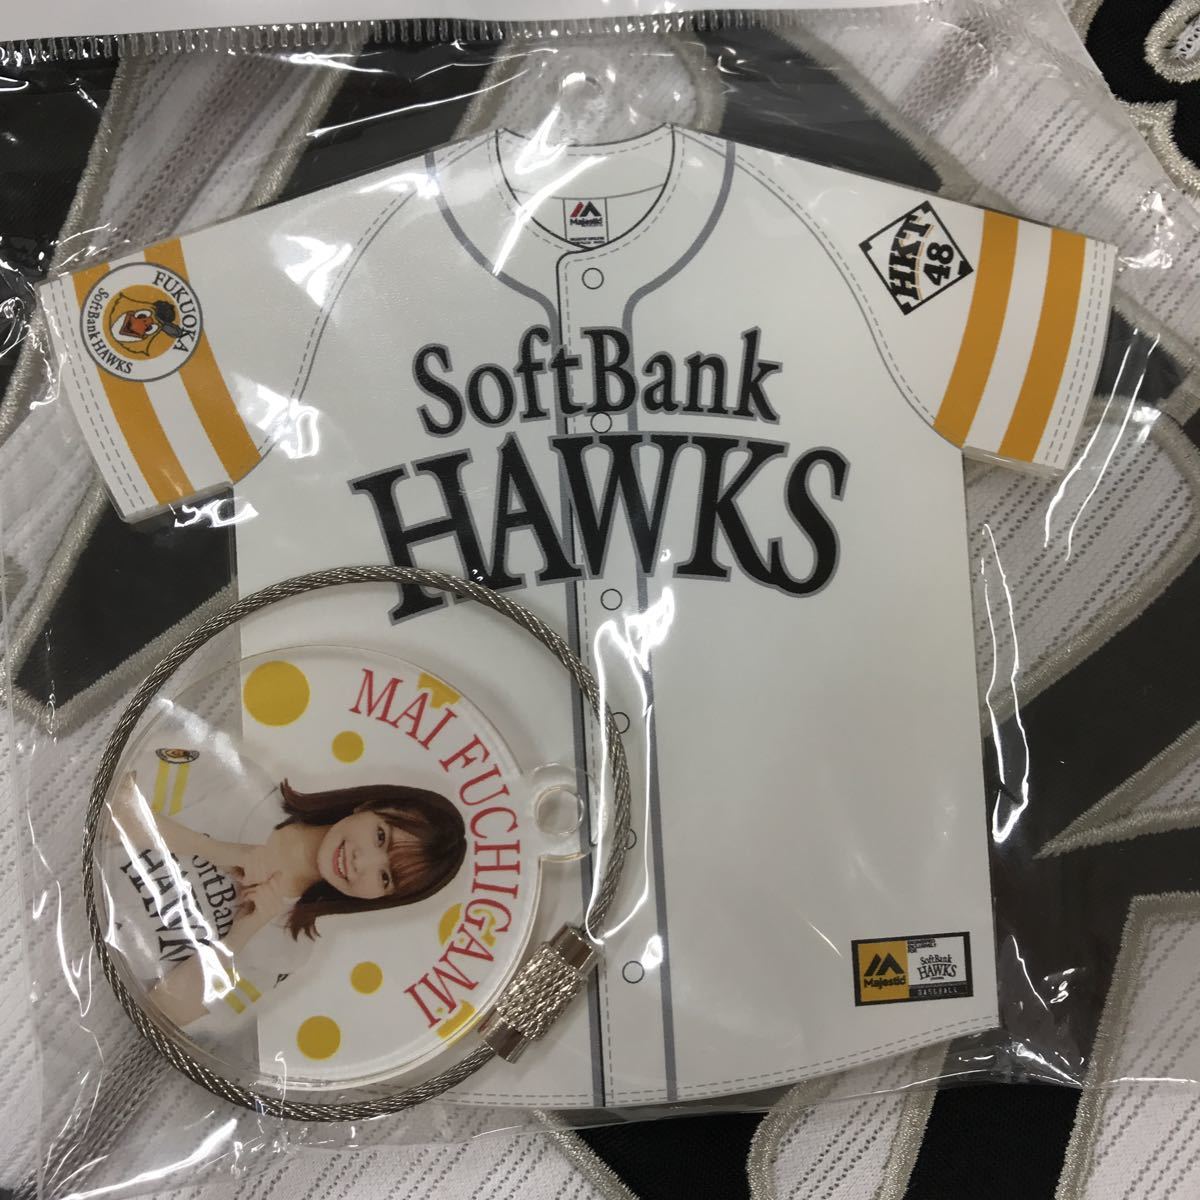 Majestic
HKT
48
FUKUOKA
SoftBank HAWKS
SoftBank
HAWKS
MAI FUCHIGAMI
Majestic
SoftBank
HAWKS
BASEBALL